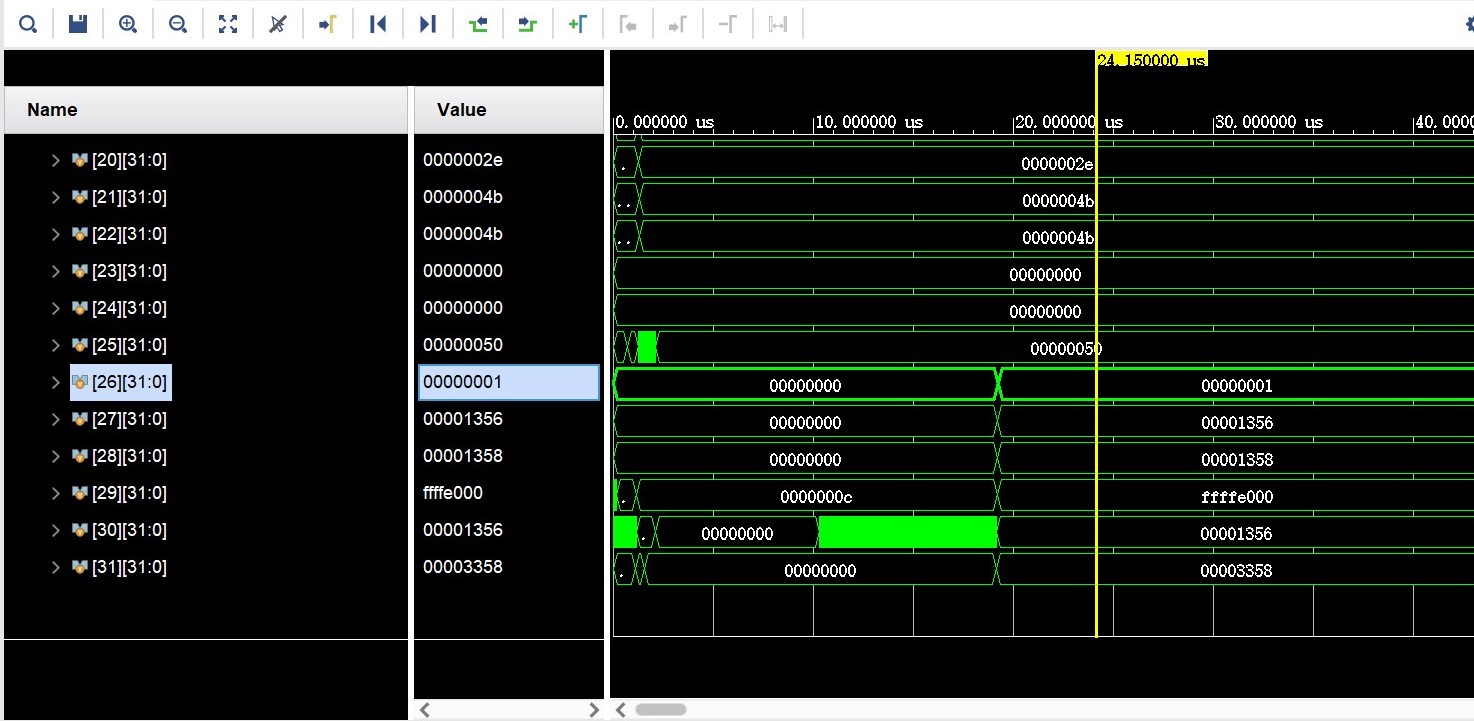 24.150000 us
Name Value
0.000000 us 10.000000 us 20.000000 us 30.000000 us 40.0000
[20][31:0] 0000002e . 0000002e
[21][31:0] 0000004b .. 0000004b
[22][31:0] 0000004b .. 0000004b
[23][31:0] 00000000 00000000
[24][31:0] 00000000 00000000
[25][31:0] 00000050 00000050
[26][31:0] 00000001 00000000 00000001
[27][31:0] 00001356 00000000 00001356
[28][31:0] 00001358 00000000 00001358
[29][31:0] ffffe000 . 0000000c ffffe000
[30][31:0] 00001356 . 00000000 00001356
[31][31:0] 00003358 . 00000000 00003358